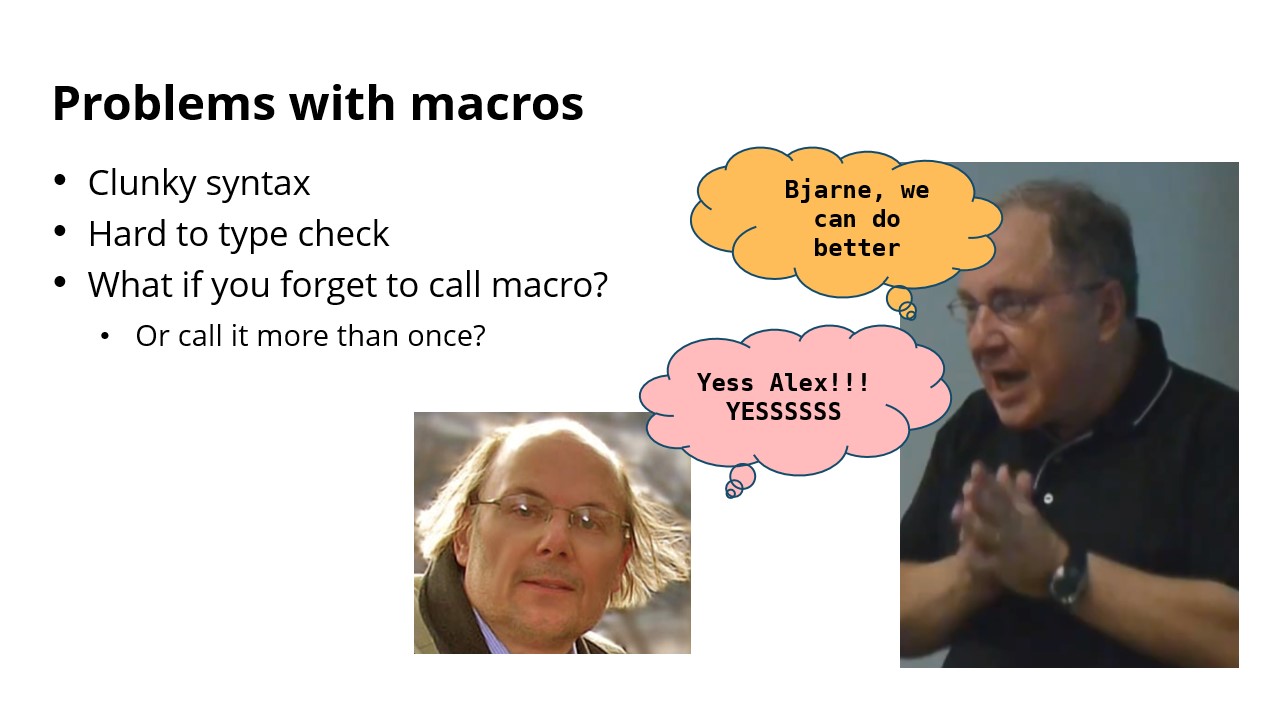 Problems with macros
• Clunky syntax
• Hard to type check
• What if you forget to call macro?
• Or call it more than once?
Bjarne, we
can do
better
Yess Alex!!!
YESSSSSS